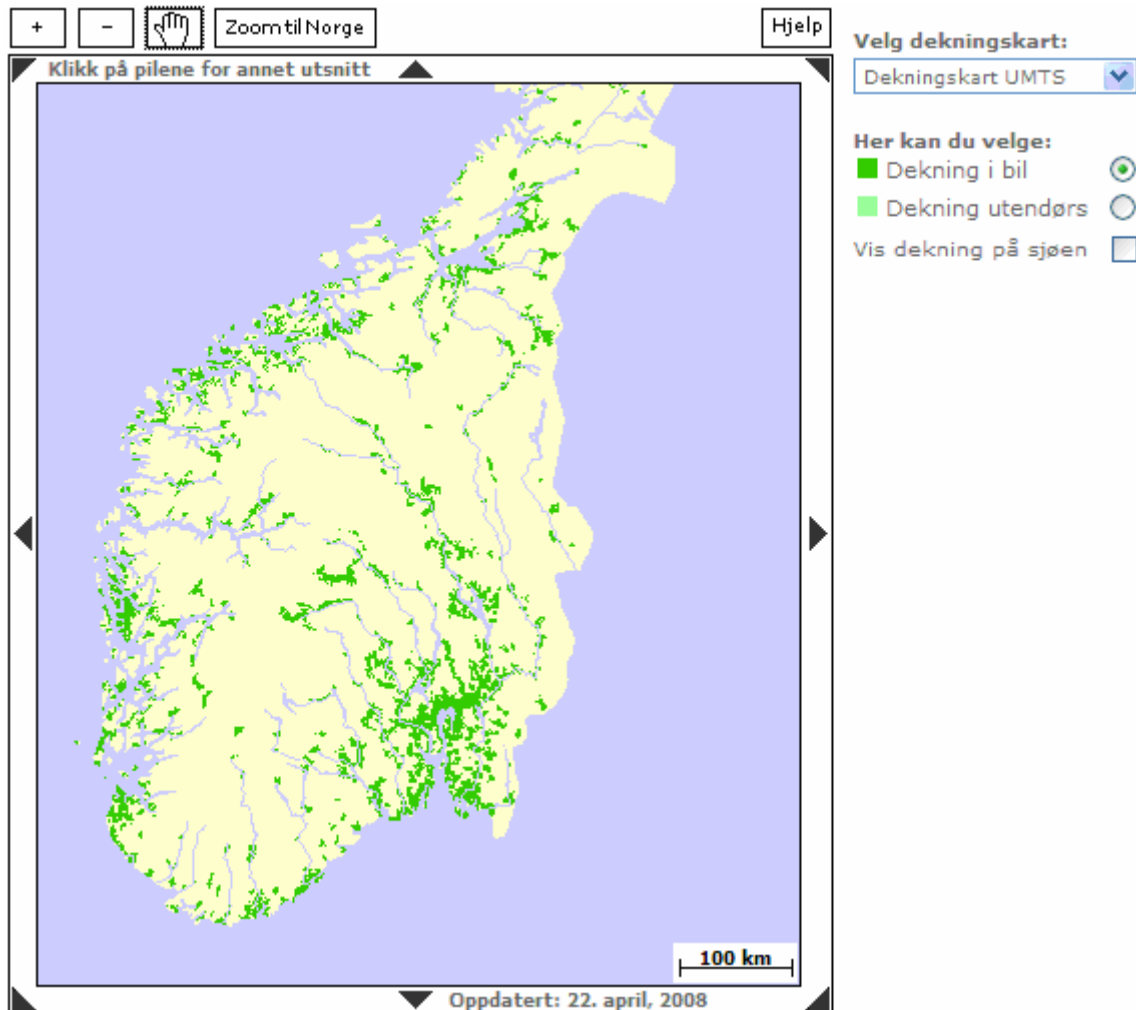 + - Zoom til Norge Hjelp
Klikk på pilene for annet utsnitt
100 km
Oppdatert: 22. april, 2008
Velg dekningskart:
Dekningskart UMTS
Her kan du velge:
Dekning i bil
Dekning utendørs
Vis dekning på sjøen